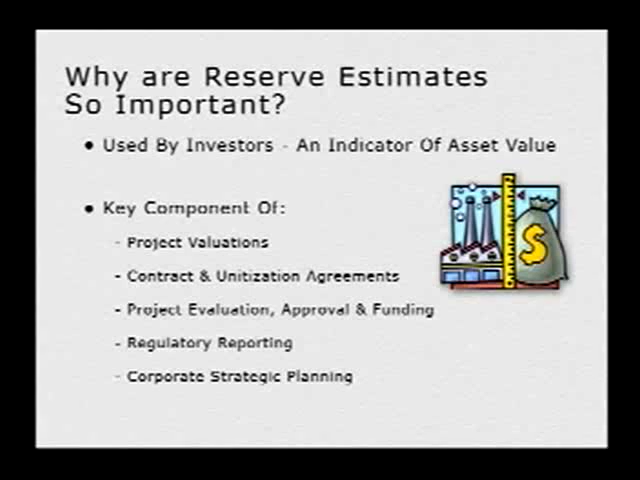 Why are Reserve Estimates
So Important?
• Used By Investors - An Indicator Of Asset Value
• Key Component Of:
- Project Valuations
- Contract & Unitization Agreements
- Project Evaluation, Approval & Funding
- Regulatory Reporting
- Corporate Strategic Planning
$